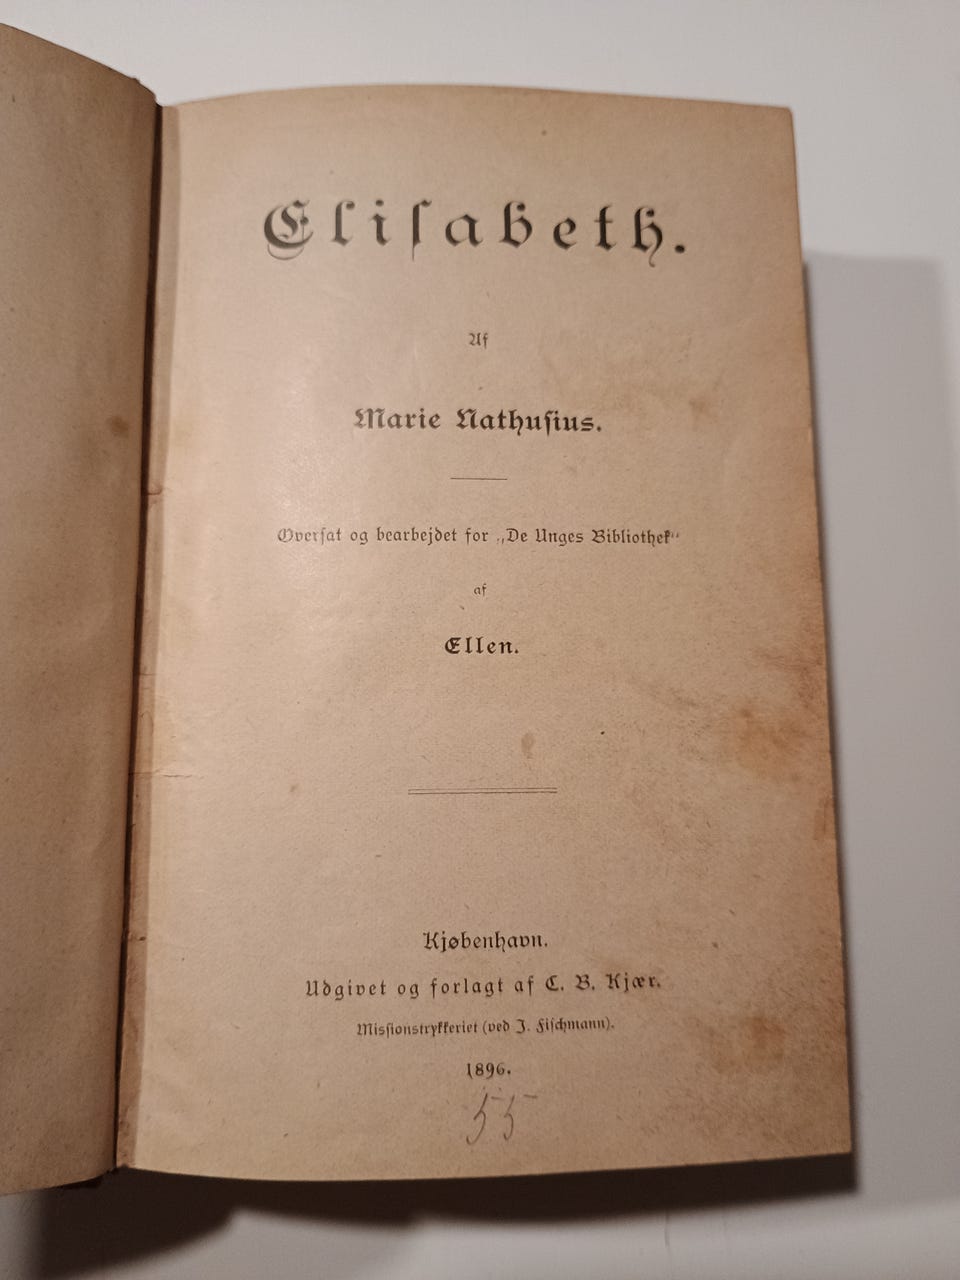 Elisabeth.
Af
Marie Nathusius.
Oversat og bearbejdet for „De Unges Bibliothek“
af
Ellen.
Kjøbenhavn.
Udgivet og forlagt af C. B. Kjær.
Missionstrykkeriet (ved J. Fischmann).
1896.
55